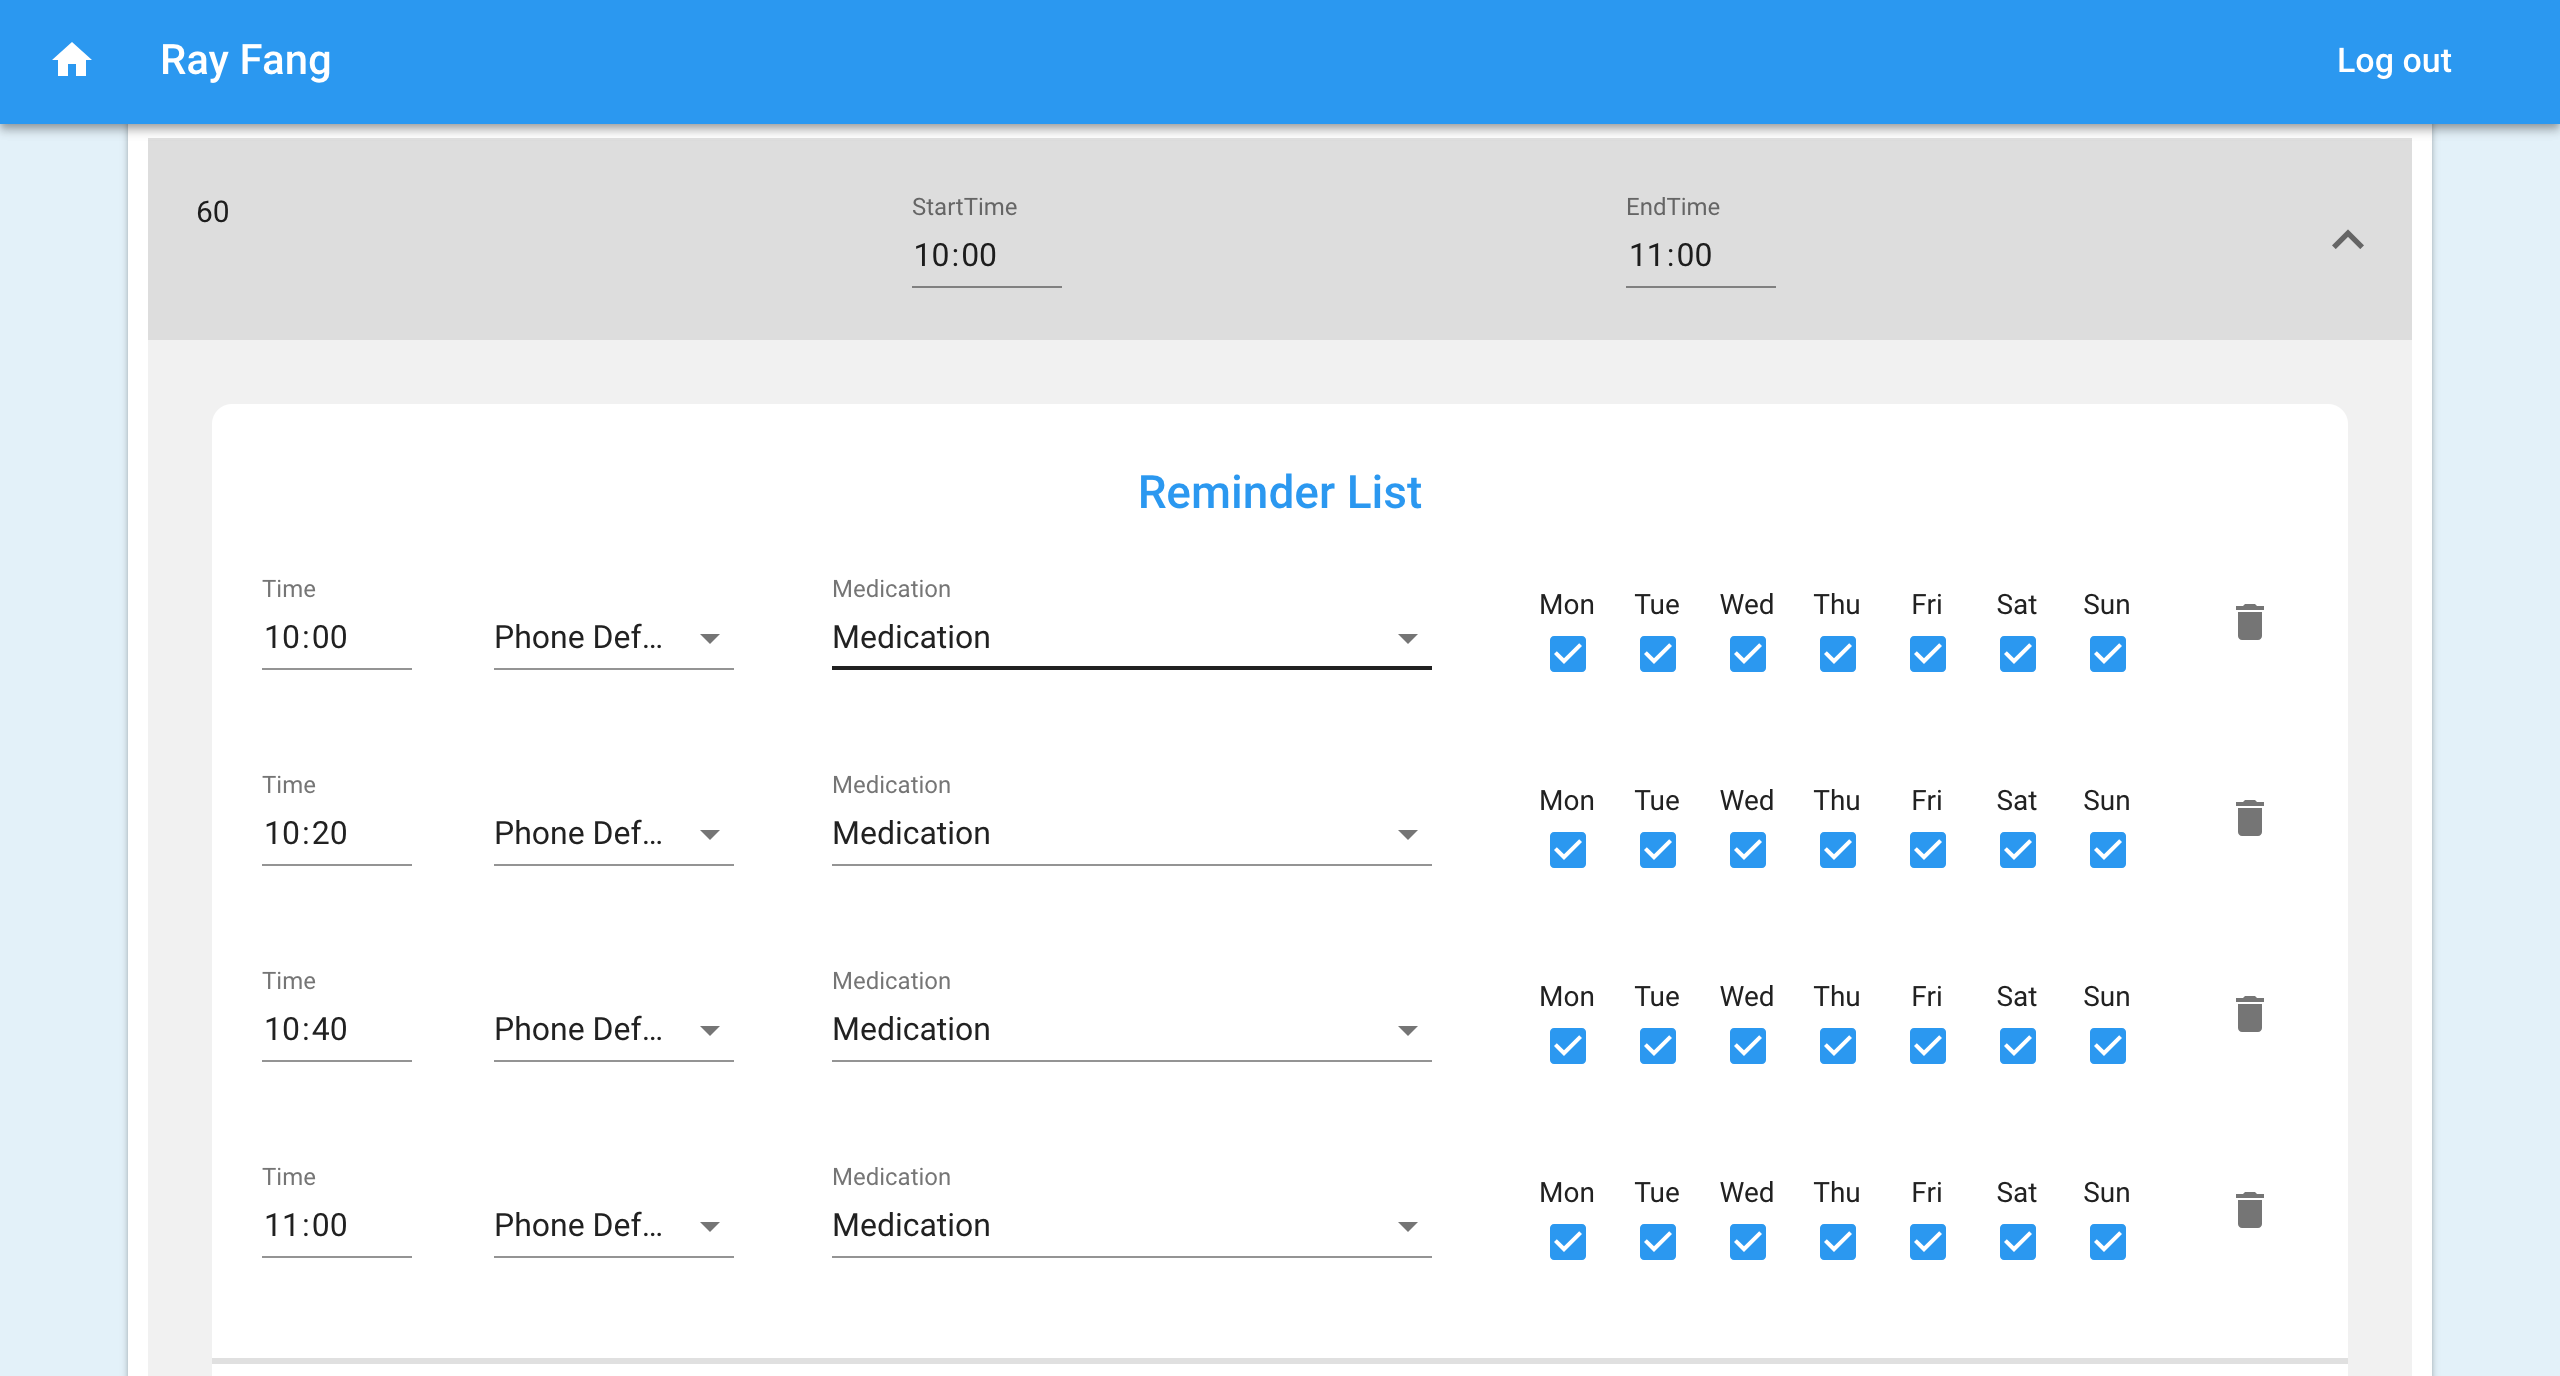 Ray Fang
Log out
60
StartTime
10:00
EndTime
11:00
Reminder List
Time
10:00
Phone Def...
Medication
Medication
Mon Tue Wed Thu Fri Sat Sun
Time
10:20
Phone Def...
Medication
Medication
Mon Tue Wed Thu Fri Sat Sun
Time
10:40
Phone Def...
Medication
Medication
Mon Tue Wed Thu Fri Sat Sun
Time
11:00
Phone Def...
Medication
Medication
Mon Tue Wed Thu Fri Sat Sun